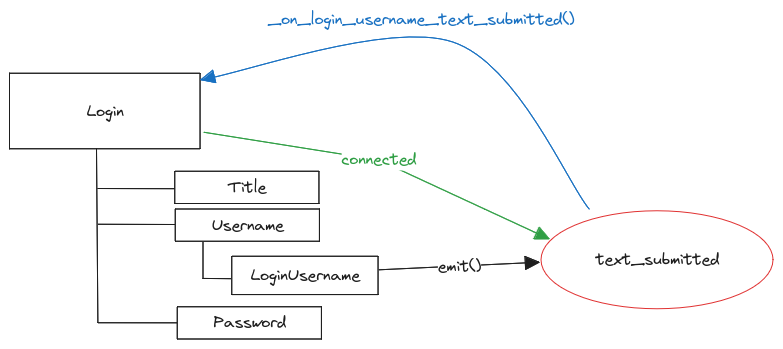 _on_login_username_text_submitted()
Login
connected
Title
Username
LoginUsername
emit()
text_submitted
Password